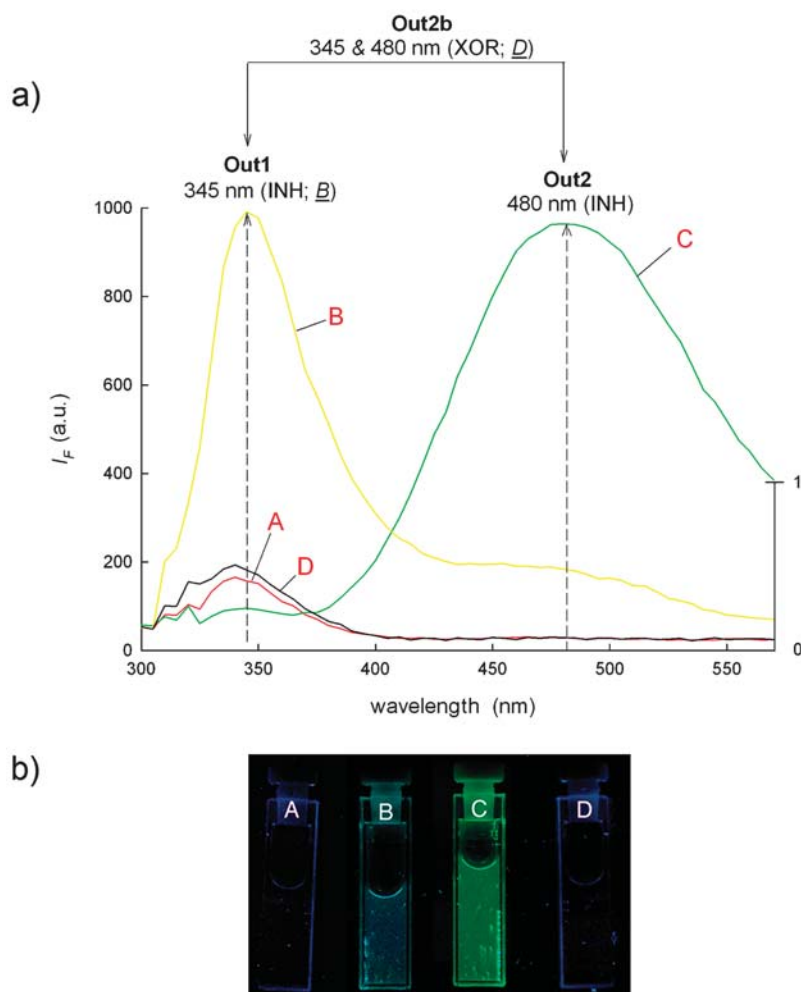 Out2b
345 & 480 nm (XOR; D)
a)
Out1
345 nm (INH; B)
Out2
480 nm (INH)
1000
800
600
400
200
0
I_F (a.u.)
B
C
A
D
1
0
300 350 400 450 500 550
wavelength (nm)
b)
A B C D